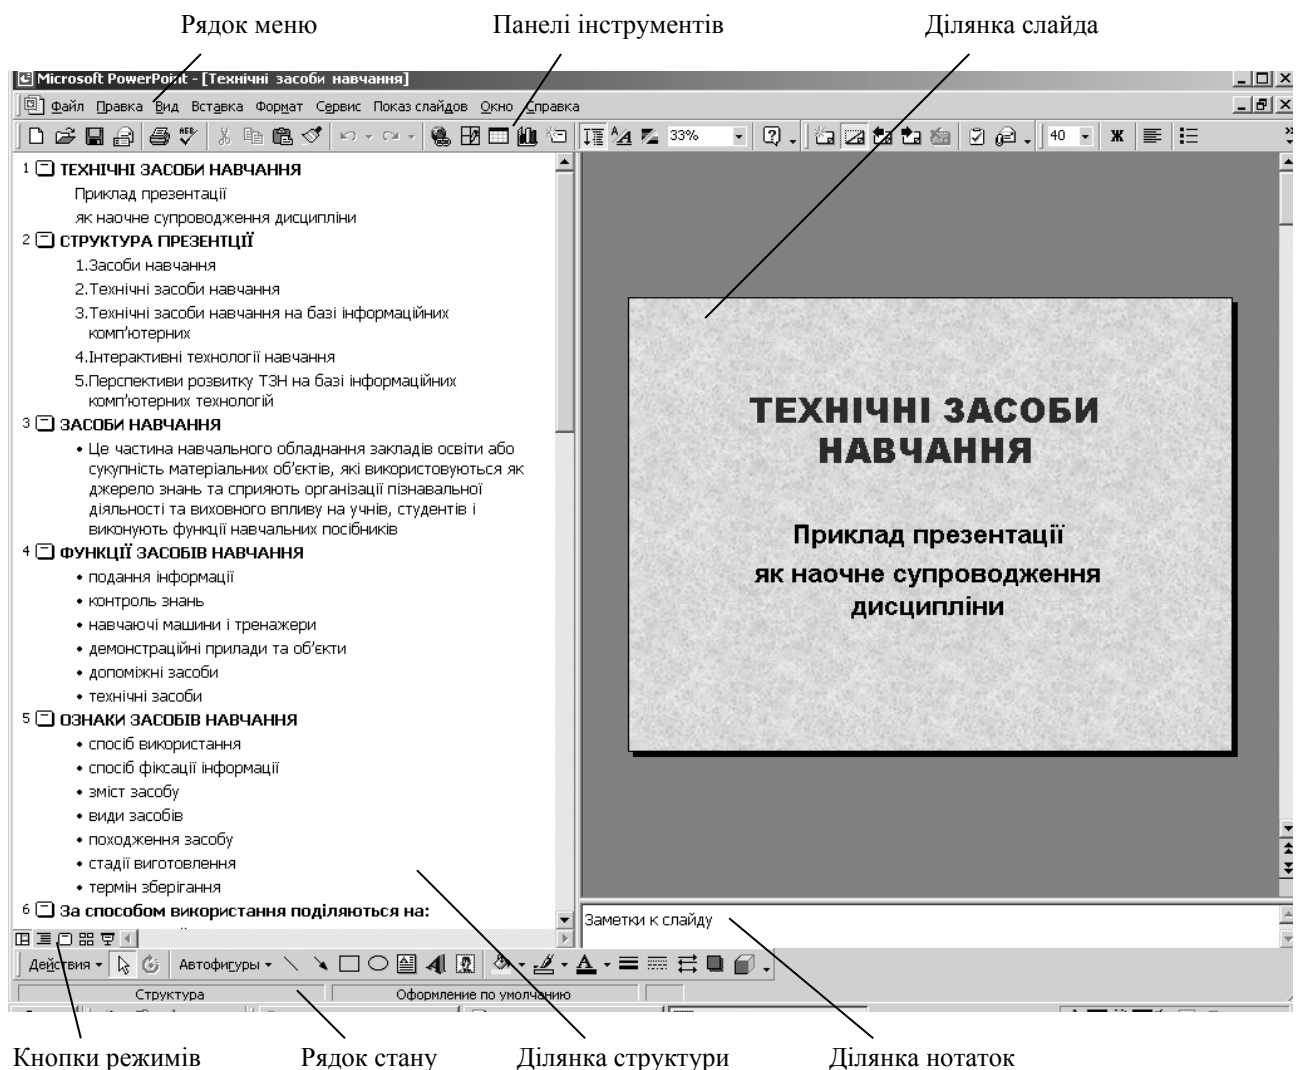 Рядок меню Панелі інструментів Ділянка слайда
Microsoft PowerPoint - [Технічні засоби навчання]
Файл Правка Вид Вставка Формат Сервис Показ слайдов Окно Справка
33% 40 Ж
1 ТЕХНІЧНІ ЗАСОБИ НАВЧАННЯ
Приклад презентації
як наочне супроводження дисципліни
2 СТРУКТУРА ПРЕЗЕНТЦІЇ
1.Засоби навчання
2.Технічні засоби навчання
3.Технічні засоби навчання на базі інформаційних
комп'ютерних
4.Інтерактивні технології навчання
5.Перспективи розвитку ТЗН на базі інформаційних
комп'ютерних технологій
3 ЗАСОБИ НАВЧАННЯ
• Це частина навчального обладнання закладів освіти або
сукупність матеріальних об'єктів, які використовуються як
джерело знань та сприяють організації пізнавальної
діяльності та виховного впливу на учнів, студентів і
виконують функції навчальних посібників
4 ФУНКЦІЇ ЗАСОБІВ НАВЧАННЯ
• подання інформації
• контроль знань
• навчаючі машини і тренажери
• демонстраційні прилади та об'єкти
• допоміжні засоби
• технічні засоби
5 ОЗНАКИ ЗАСОБІВ НАВЧАННЯ
• спосіб використання
• спосіб фіксації інформації
• зміст засобу
• види засобів
• походження засобу
• стадії виготовлення
• термін зберігання
6 За способом використання поділяються на:
ТЕХНІЧНІ ЗАСОБИ
НАВЧАННЯ
Приклад презентації
як наочне супроводження
дисципліни
Заметки к слайду
Действия Автофигуры
Структура Оформление по умолчанию
Кнопки режимів Рядок стану Ділянка структури Ділянка нотаток